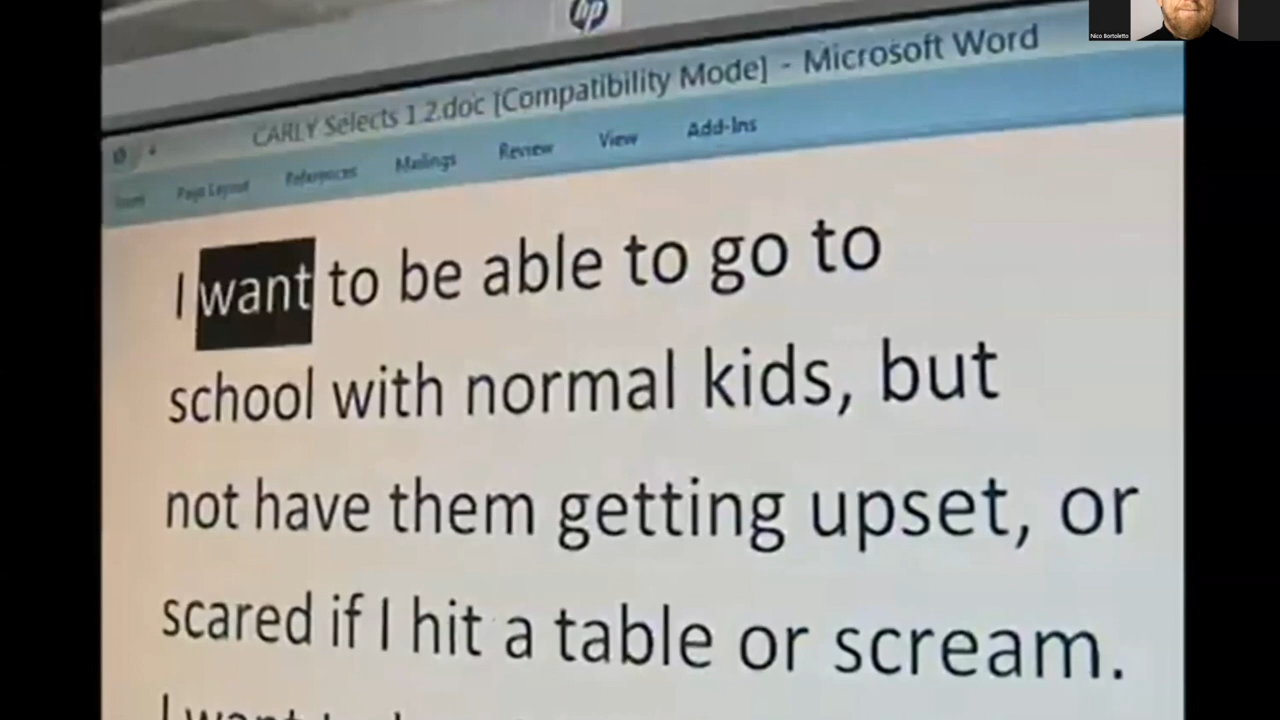 hp
Nico Bortoletto
CARLY Selects 1.2.doc [Compatibility Mode] - Microsoft Word
Page Layout References Mailings Review View Add-Ins
I want to be able to go to
school with normal kids, but
not have them getting upset, or
scared if I hit a table or scream.
I want